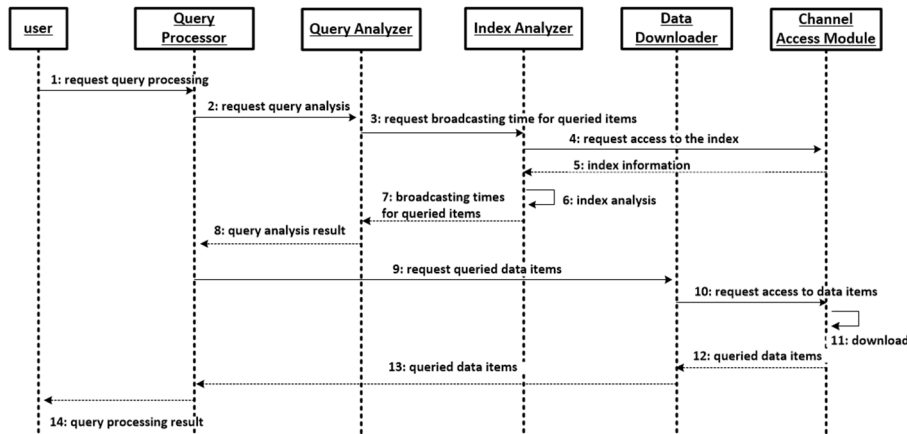 user
Query
Processor
Query Analyzer
Index Analyzer
Data
Downloader
Channel
Access Module
1: request query processing
2: request query analysis
3: request broadcasting time for queried items
4: request access to the index
5: index information
6: index analysis
7: broadcasting times
for queried items
8: query analysis result
9: request queried data items
10: request access to data items
11: download
12: queried data items
13: queried data items
14: query processing result